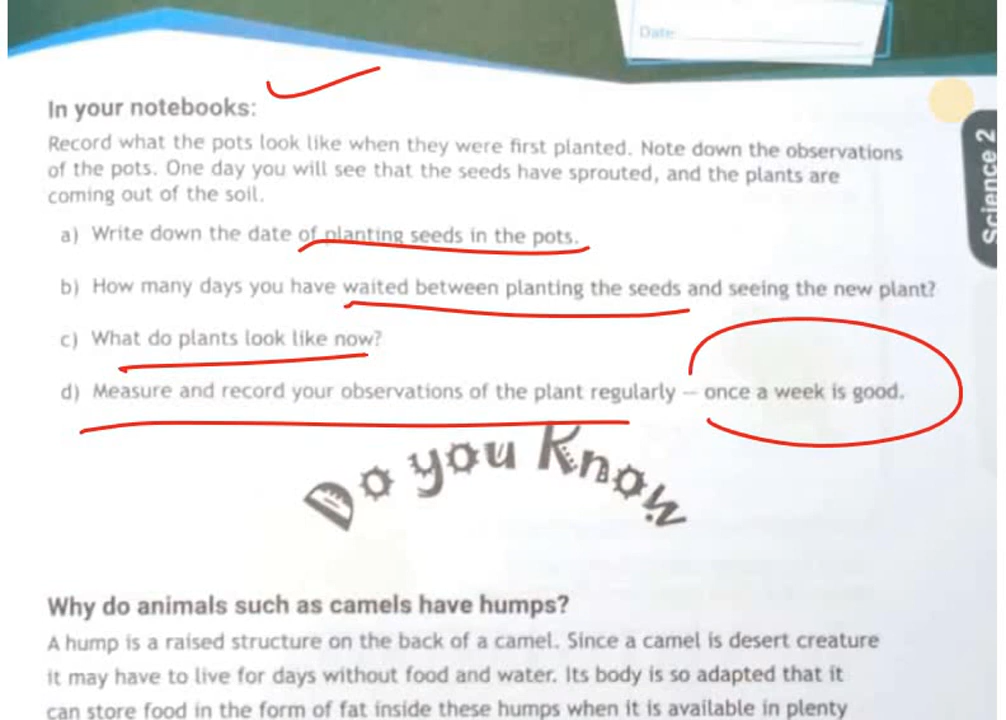 Date
In your notebooks:
Record what the pots look like when they were first planted. Note down the observations
of the pots. One day you will see that the seeds have sprouted, and the plants are
coming out of the soil.
a) Write down the date of planting seeds in the pots.
b) How many days you have waited between planting the seeds and seeing the new plant?
c) What do plants look like now?
d) Measure and record your observations of the plant regularly – once a week is good.
Do you Know
Why do animals such as camels have humps?
A hump is a raised structure on the back of a camel. Since a camel is desert creature
it may have to live for days without food and water. Its body is so adapted that it
can store food in the form of fat inside these humps when it is available in plenty
Science 2